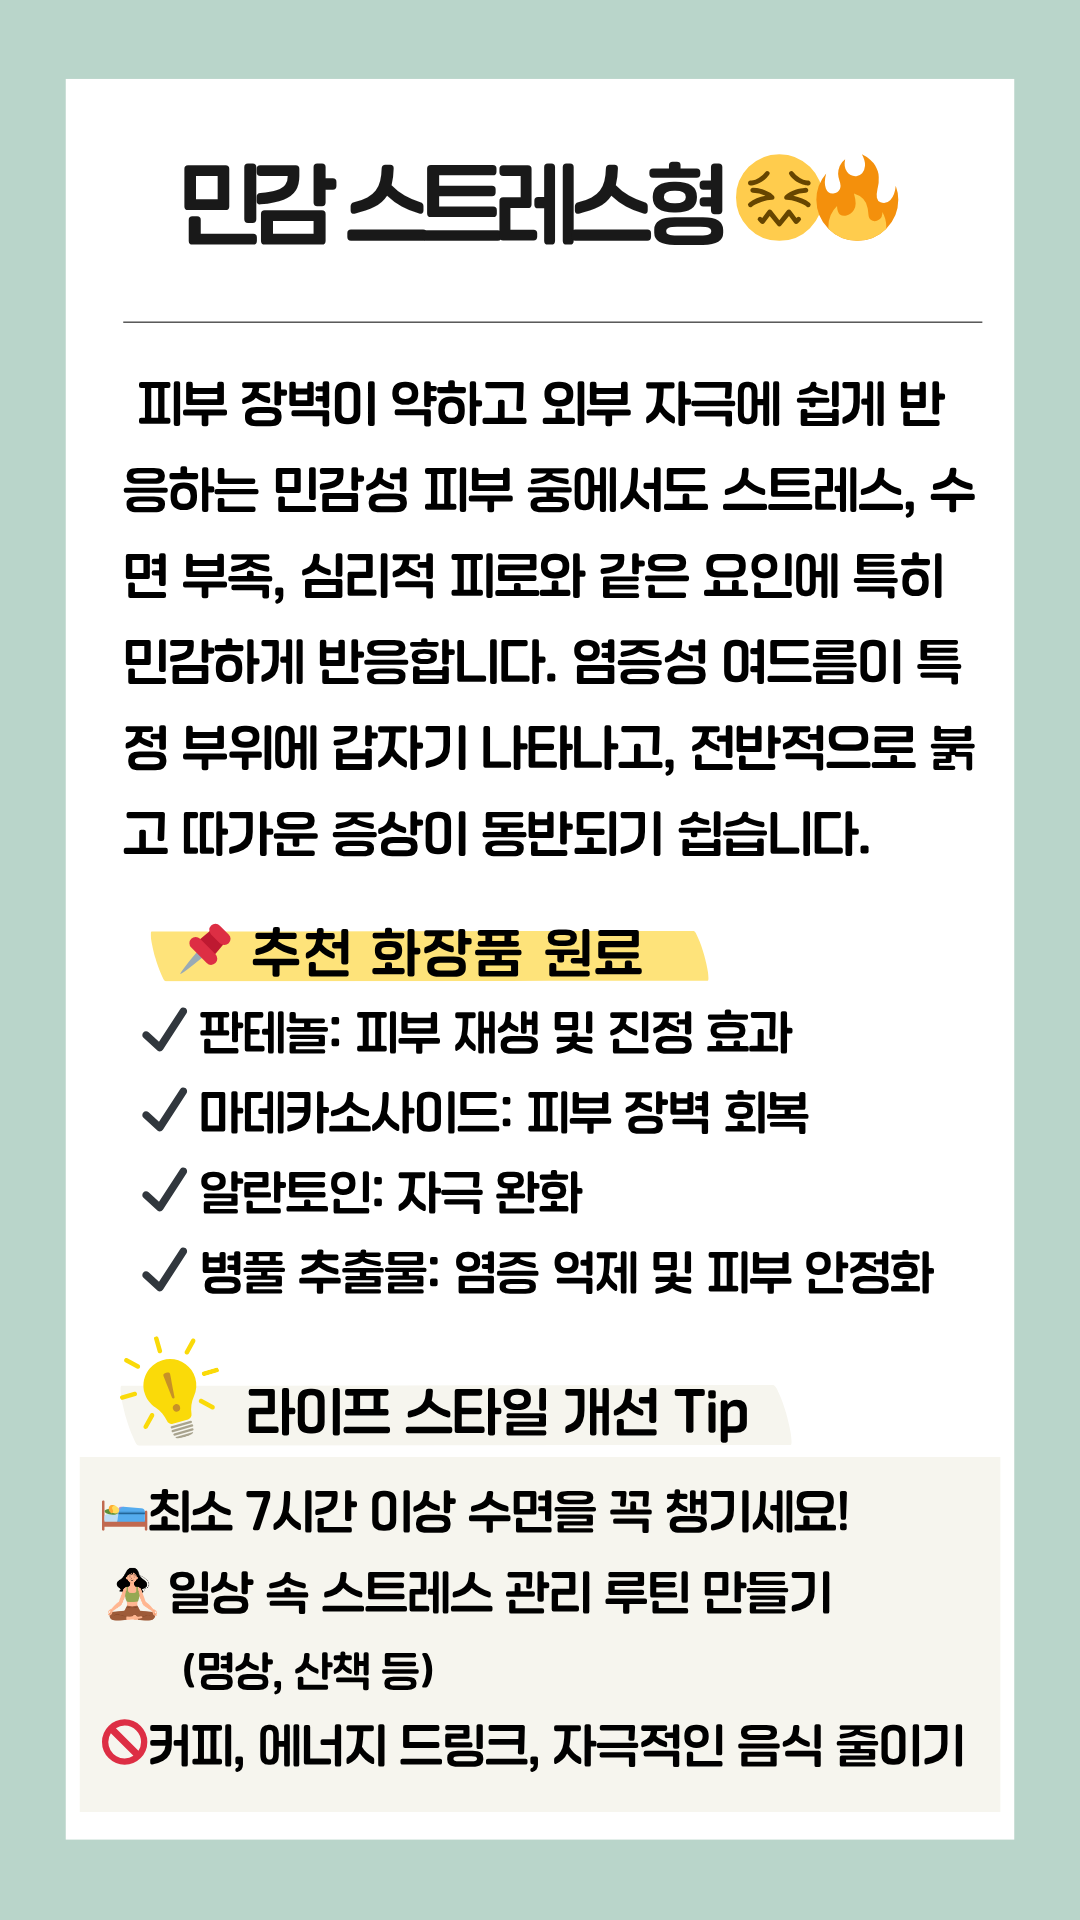 민감 스트레스형
피부 장벽이 약하고 외부 자극에 쉽게 반
응하는 민감성 피부 중에서도 스트레스, 수
면 부족, 심리적 피로와 같은 요인에 특히
민감하게 반응합니다. 염증성 여드름이 특
정 부위에 갑자기 나타나고, 전반적으로 붉
고 따가운 증상이 동반되기 쉽습니다.
추천 화장품 원료
판테놀: 피부 재생 및 진정 효과
마데카소사이드: 피부 장벽 회복
알란토인: 자극 완화
병풀 추출물: 염증 억제 및 피부 안정화
라이프 스타일 개선 Tip
최소 7시간 이상 수면을 꼭 챙기세요!
일상 속 스트레스 관리 루틴 만들기
(명상, 산책 등)
커피, 에너지 드링크, 자극적인 음식 줄이기